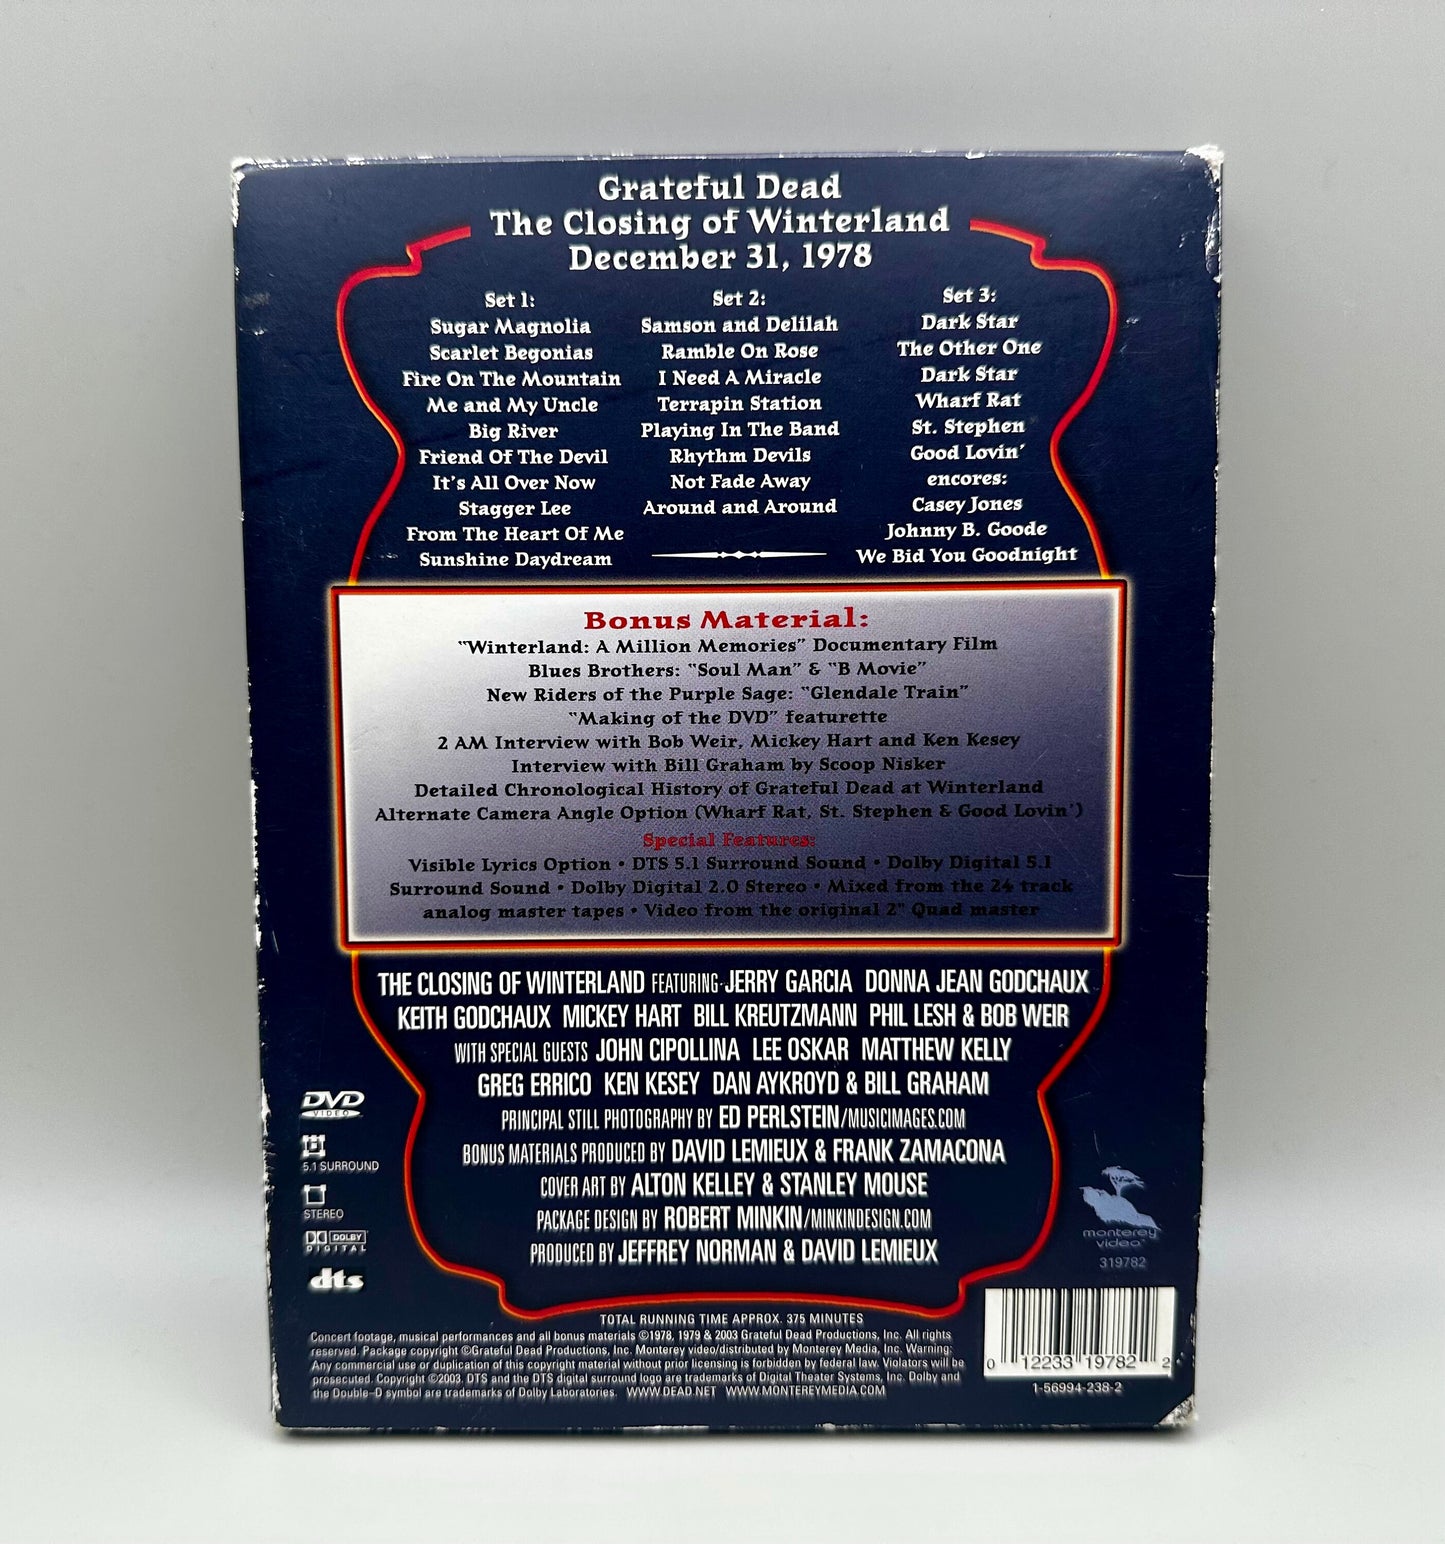 Grateful Dead
The Closing of Winterland
December 31, 1978
Set 1:
Sugar Magnolia
Scarlet Begonias
Fire On The Mountain
Me and My Uncle
Big River
Friend Of The Devil
It's All Over Now
Stagger Lee
From The Heart Of Me
Sunshine Daydream
Set 2:
Samson and Delilah
Ramble On Rose
I Need A Miracle
Terrapin Station
Playing In The Band
Rhythm Devils
Not Fade Away
Around and Around
Set 3:
Dark Star
The Other One
Dark Star
Wharf Rat
St. Stephen
Good Lovin'
encores:
Casey Jones
Johnny B. Goode
We Bid You Goodnight
Bonus Material:
"Winterland: A Million Memories" Documentary Film
Blues Brothers: "Soul Man" & "B Movie"
New Riders of the Purple Sage: "Glendale Train"
"Making of the DVD" featurette
2 AM Interview with Bob Weir, Mickey Hart and Ken Kesey
Interview with Bill Graham by Scoop Nisker
Detailed Chronological History of Grateful Dead at Winterland
Alternate Camera Angle Option (Wharf Rat, St. Stephen & Good Lovin')
Special Features:
Visible Lyrics Option • DTS 5.1 Surround Sound • Dolby Digital 5.1
Surround Sound • Dolby Digital 2.0 Stereo • Mixed from the 24 track
analog master tapes • Video from the original 2" Quad master
THE CLOSING OF WINTERLAND FEATURING JERRY GARCIA DONNA JEAN GODCHAUX
KEITH GODCHAUX MICKEY HART BILL KREUTZMANN PHIL LESH & BOB WEIR
WITH SPECIAL GUESTS JOHN CIPOLLINA LEE OSKAR MATTHEW KELLY
GREG ERRICO KEN KESEY DAN AYKROYD & BILL GRAHAM
PRINCIPAL STILL PHOTOGRAPHY BY ED PERLSTEIN/MUSICIMAGES.COM
BONUS MATERIALS PRODUCED BY DAVID LEMIEUX & FRANK ZAMACONA
COVER ART BY ALTON KELLEY & STANLEY MOUSE
PACKAGE DESIGN BY ROBERT MINKIN/MINKINDESIGN.COM
PRODUCED BY JEFFREY NORMAN & DAVID LEMIEUX
DVD
VIDEO
5.1 SURROUND
STEREO
DOLBY
DIGITAL
dts
monterey
video
319782
TOTAL RUNNING TIME APPROX. 375 MINUTES
Concert footage, musical performances and all bonus materials ©1978, 1979 & 2003 Grateful Dead Productions, Inc. All rights
reserved. Package copyright ©Grateful Dead Productions, Inc. Monterey video/distributed by Monterey Media, Inc. Warning:
Any commercial use or duplication of this copyright material without prior licensing is forbidden by federal law. Violators will be
prosecuted. Copyright ©2003. DTS and the DTS digital surround logo are trademarks of Digital Theater Systems, Inc. Dolby and
the Double-D symbol are trademarks of Dolby Laboratories. WWW.DEAD.NET WWW.MONTEREYMEDIA.COM
0 12233 19782 2
1-56994-238-2